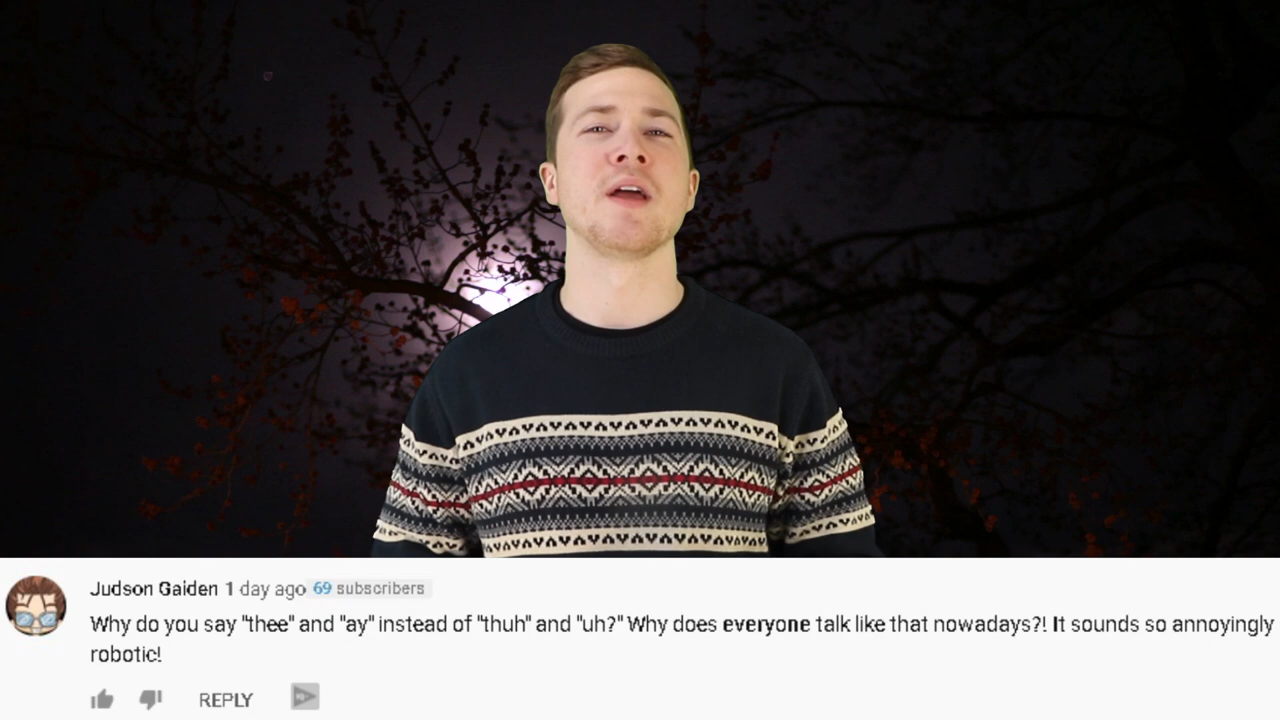 Judson Gaiden 1 day ago 69 subscribers
Why do you say "thee" and "ay" instead of "thuh" and "uh?" Why does everyone talk like that nowadays?! It sounds so annoyingly
robotic!
REPLY